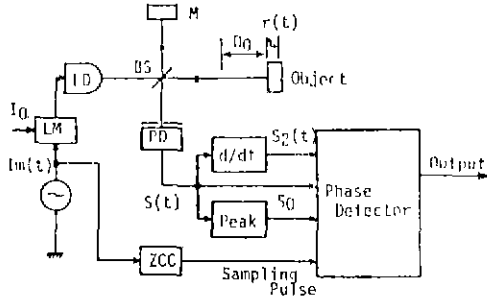 M
r(t)
D0
BS
Object
LD
I0
LM
PD
Im(t)
d/dt
S2(t)
Output
S(t)
Phase
Detector
Peak
S0
ZCC
Sampling
Pulse